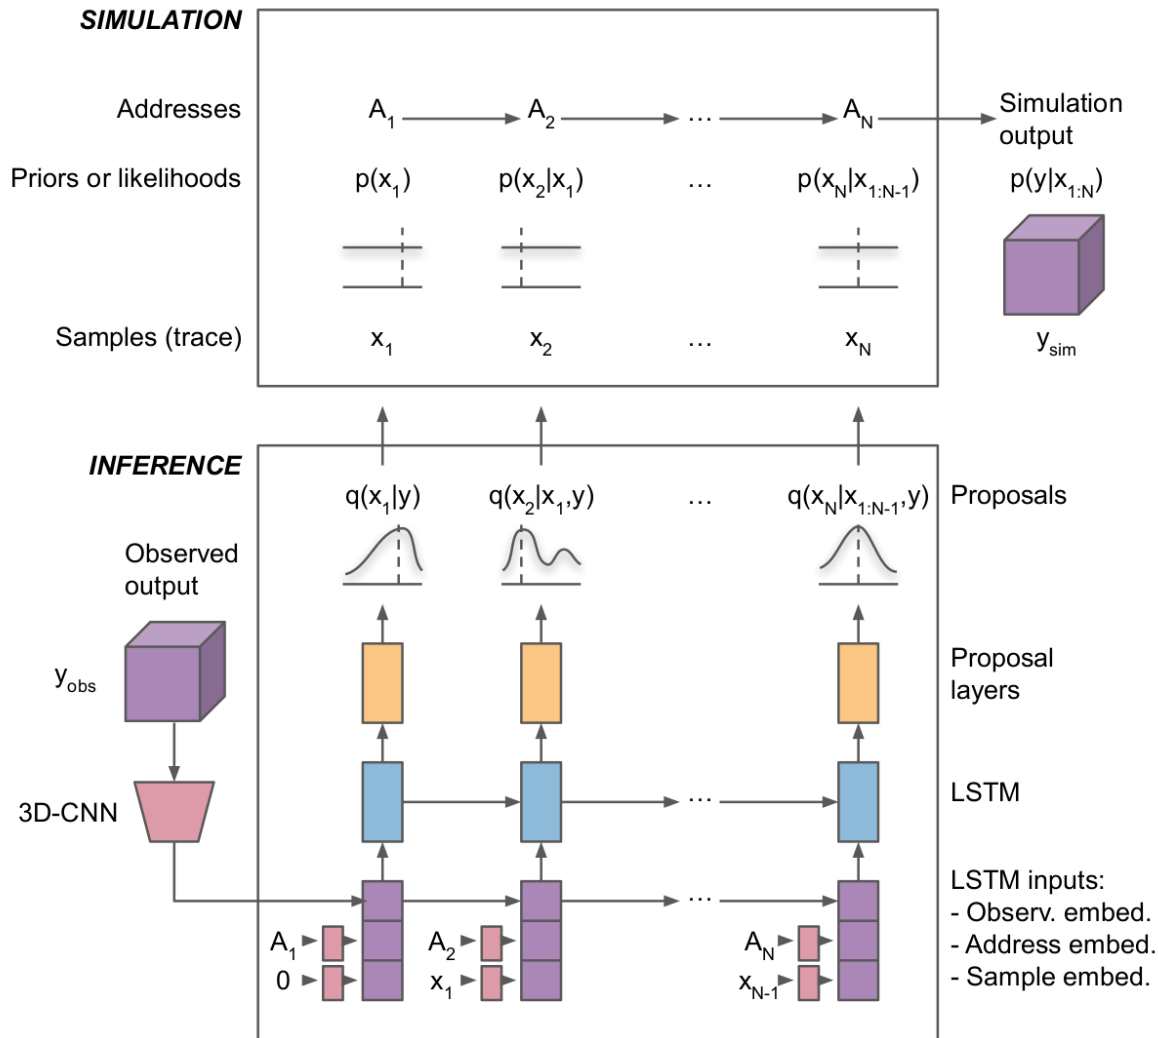 SIMULATION
Addresses A1 A2 ... AN Simulation
output
Priors or likelihoods p(x1) p(x2|x1) ... p(xN|x1:N-1) p(y|x1:N)
Samples (trace) x1 x2 ... xN ysim
INFERENCE
q(x1|y) q(x2|x1,y) ... q(xN|x1:N-1,y) Proposals
Observed
output
yobs
Proposal
layers
3D-CNN ... LSTM
...
LSTM inputs:
- Observ. embed.
A1 A2 AN - Address embed.
0 x1 xN-1 - Sample embed.